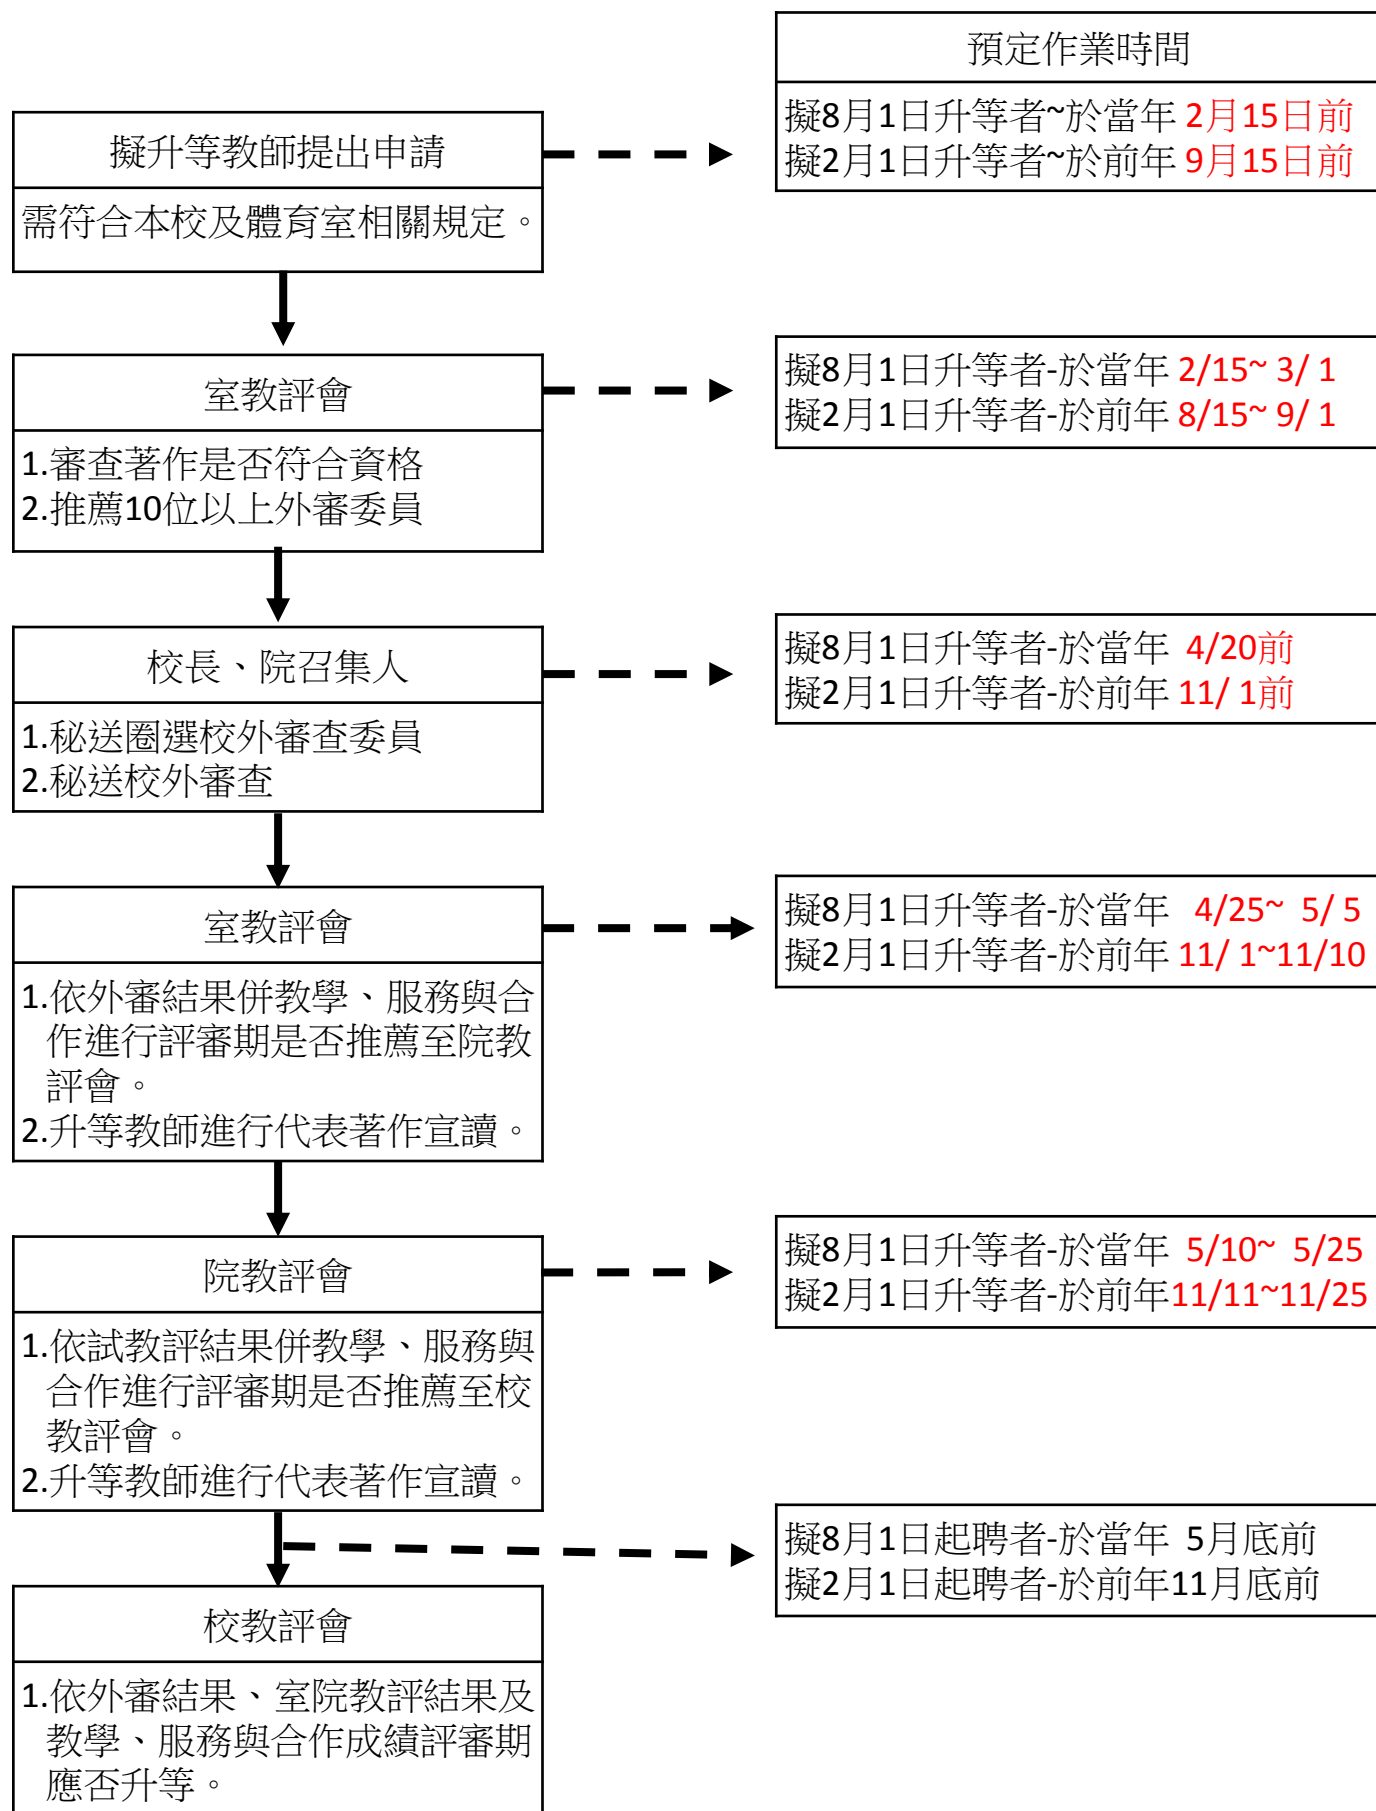 預定作業時間
擬8月1日升等者~於當年 2月15日前
擬2月1日升等者~於前年 9月15日前
擬升等教師提出申請
需符合本校及體育室相關規定。
室教評會
1.審查著作是否符合資格
2.推薦10位以上外審委員
擬8月1日升等者-於當年 2/15~ 3/ 1
擬2月1日升等者-於前年 8/15~ 9/ 1
校長、院召集人
1.秘送圈選校外審查委員
2.秘送校外審查
擬8月1日升等者-於當年 4/20前
擬2月1日升等者-於前年 11/ 1前
室教評會
1.依外審結果併教學、服務與合
作進行評審期是否推薦至院教
評會。
2.升等教師進行代表著作宣讀。
擬8月1日升等者-於當年 4/25~ 5/ 5
擬2月1日升等者-於前年 11/ 1~11/10
院教評會
1.依試教評結果併教學、服務與
合作進行評審期是否推薦至校
教評會。
2.升等教師進行代表著作宣讀。
擬8月1日升等者-於當年 5/10~ 5/25
擬2月1日升等者-於前年11/11~11/25
擬8月1日起聘者-於當年 5月底前
擬2月1日起聘者-於前年11月底前
校教評會
1.依外審結果、室院教評結果及
教學、服務與合作成績評審期
應否升等。